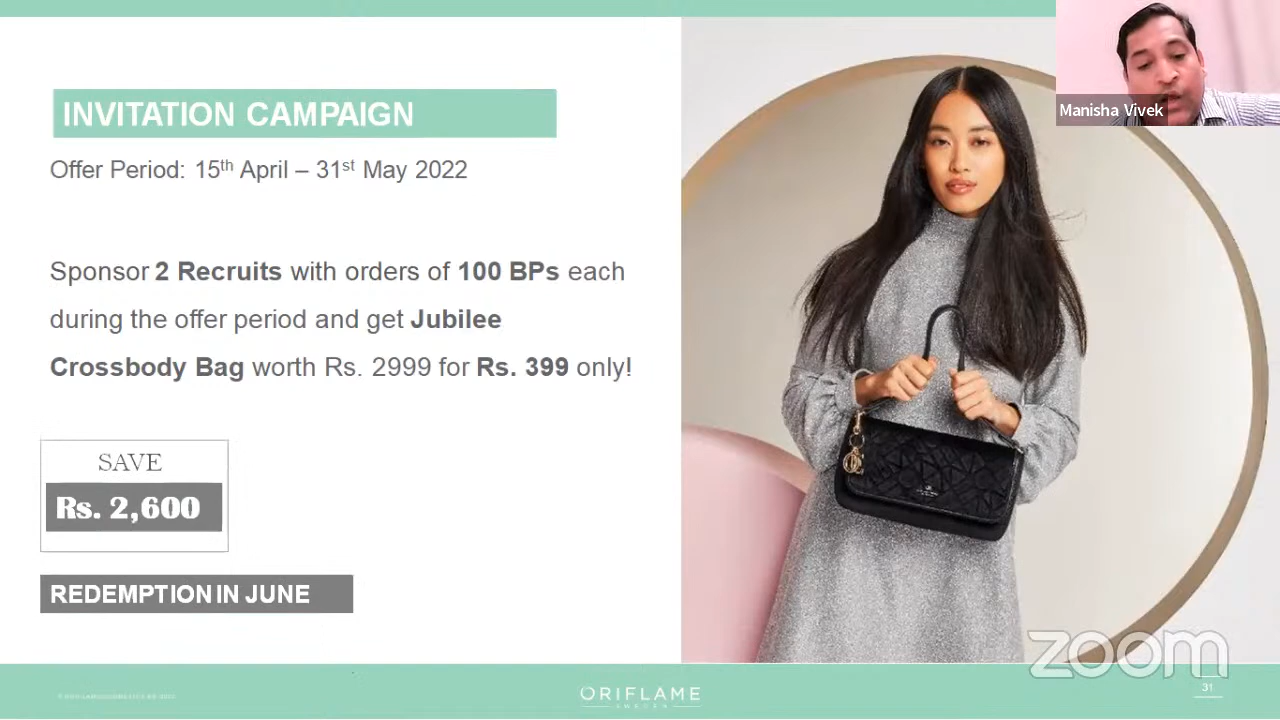 INVITATION CAMPAIGN
Offer Period: 15th April – 31st May 2022
Sponsor 2 Recruits with orders of 100 BPs each
during the offer period and get Jubilee
Crossbody Bag worth Rs. 2999 for Rs. 399 only!
SAVE
Rs. 2,600
REDEMPTION IN JUNE
Manisha Vivek
zoom
ORIFLAME
SWEDEN
31